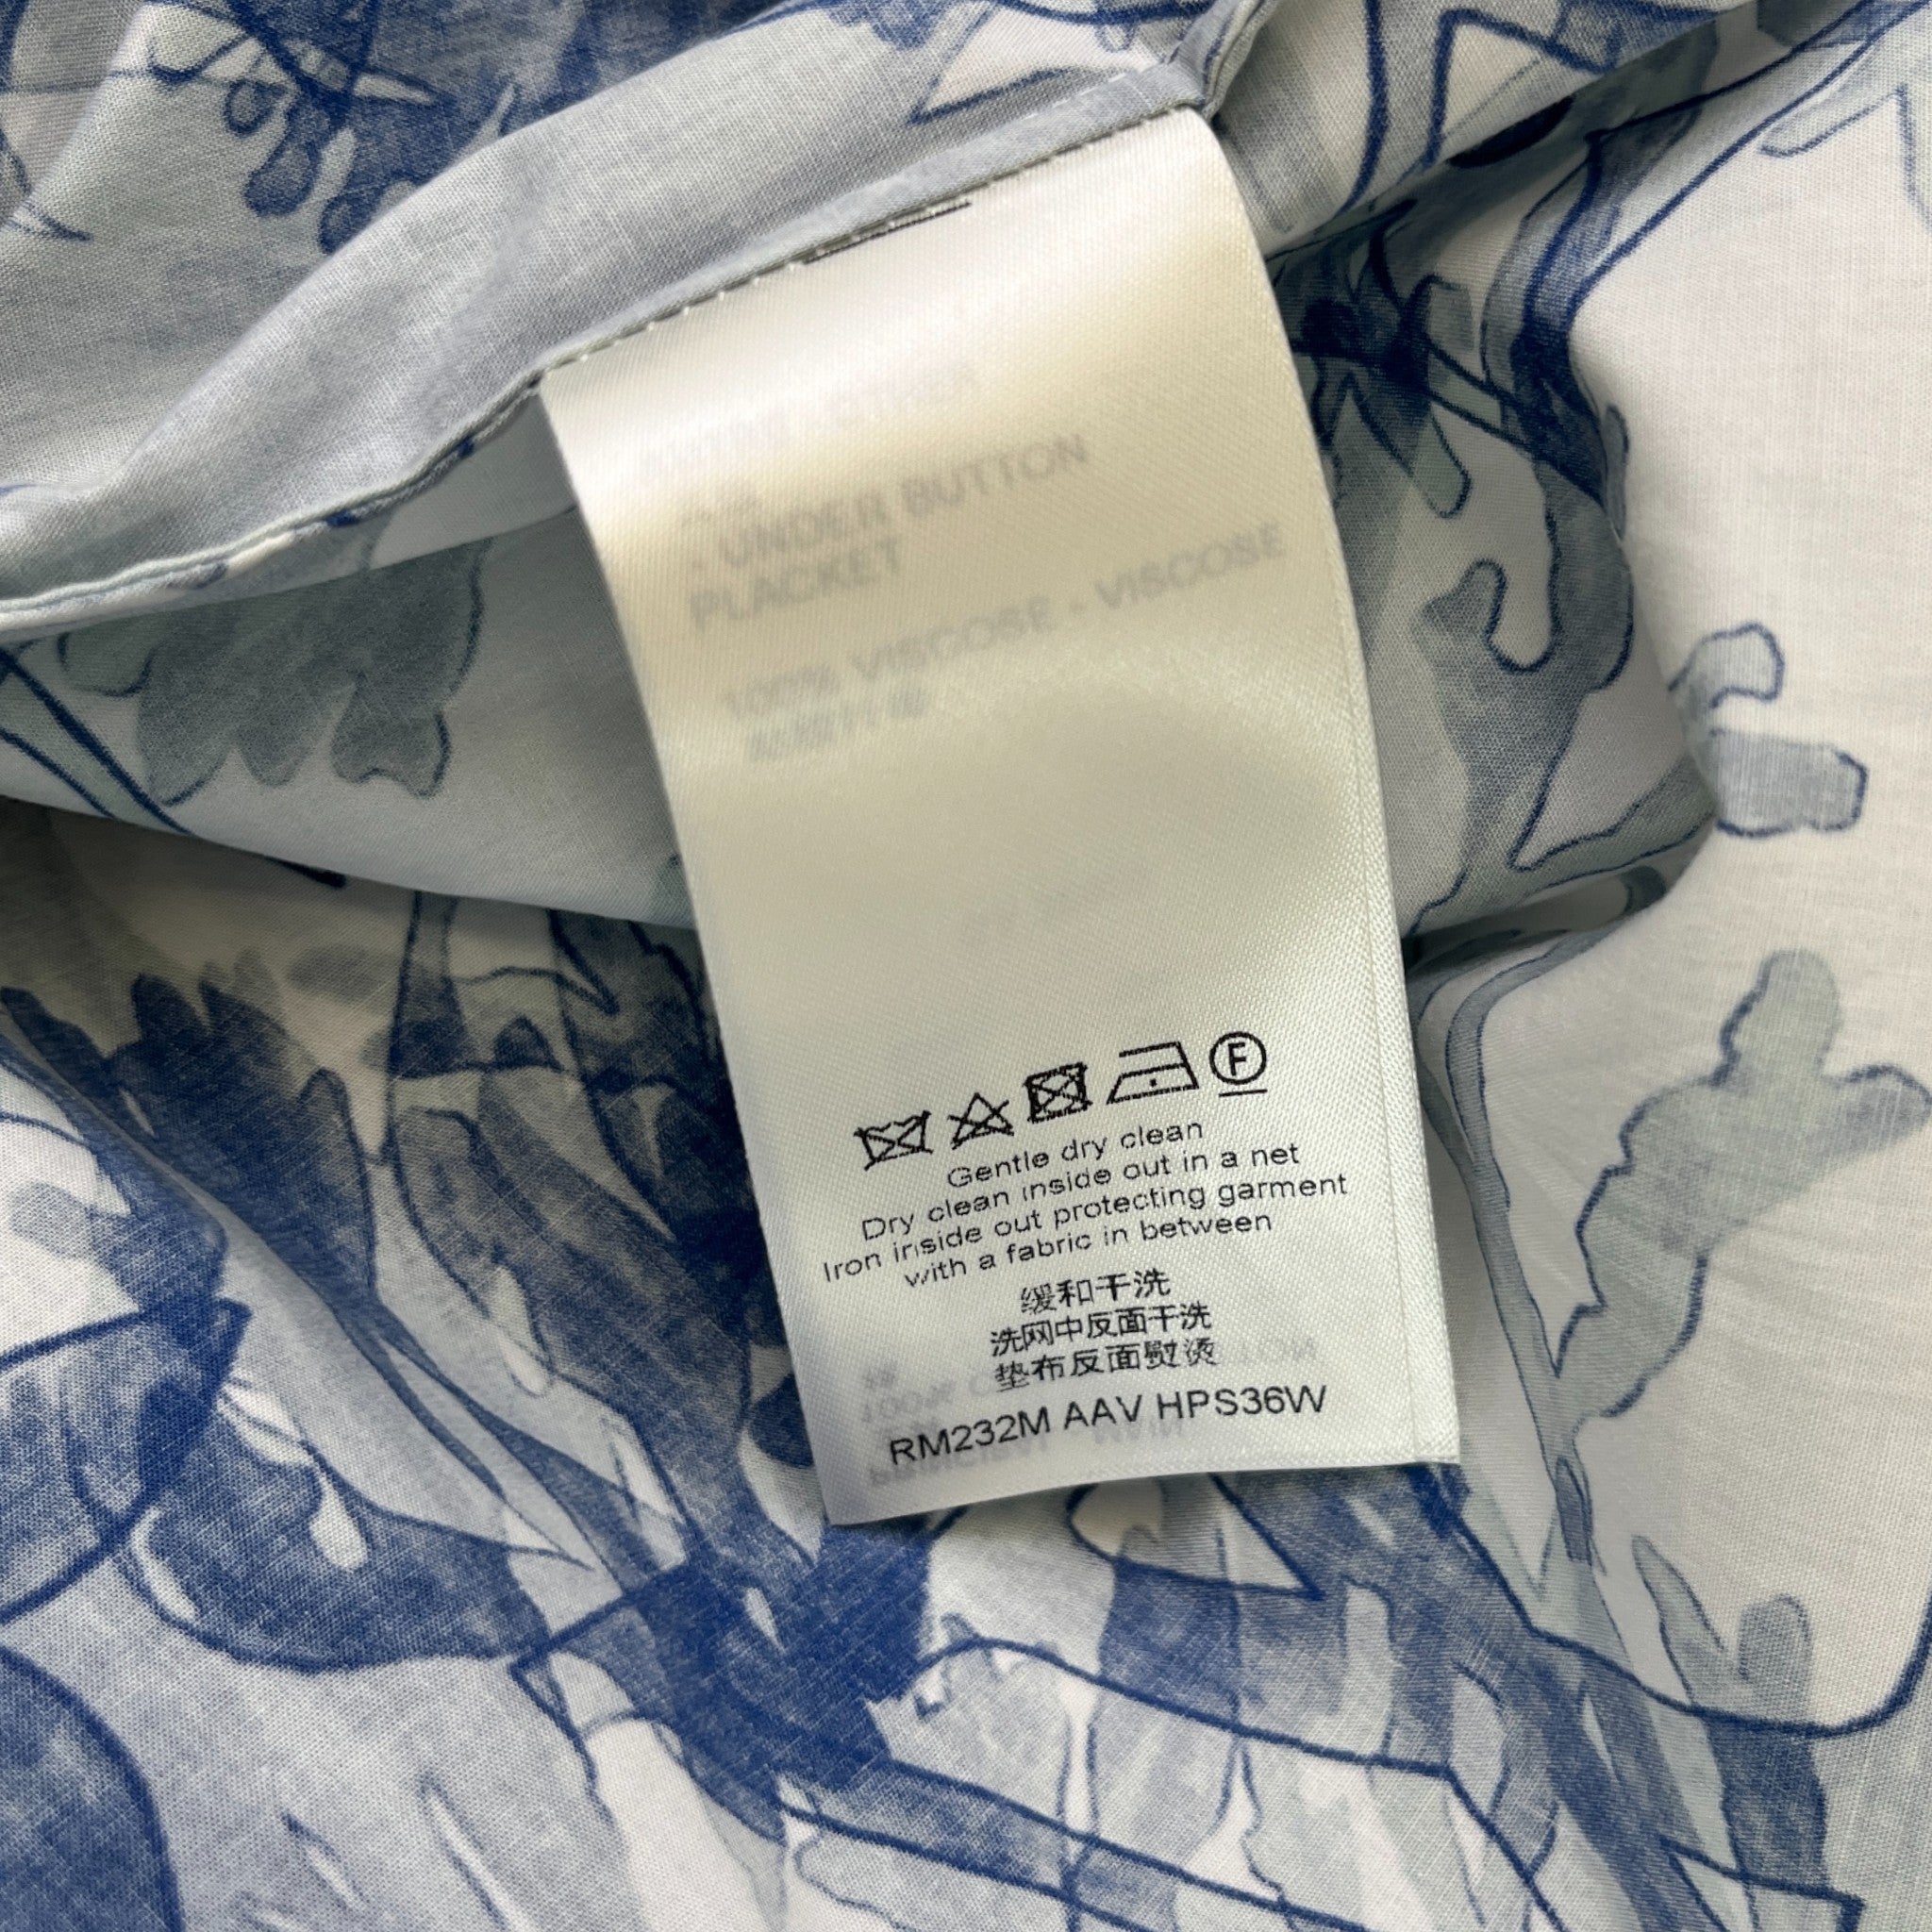 - UNDER BUTTON
PLACKET
100% VISCOSE - VISCOSE
F
Gentle dry clean
Dry clean inside out in a net
Iron inside out protecting garment
with a fabric in between
缓和干洗
洗网中反面干洗
垫布反面熨烫
RM232M AAV HPS36W